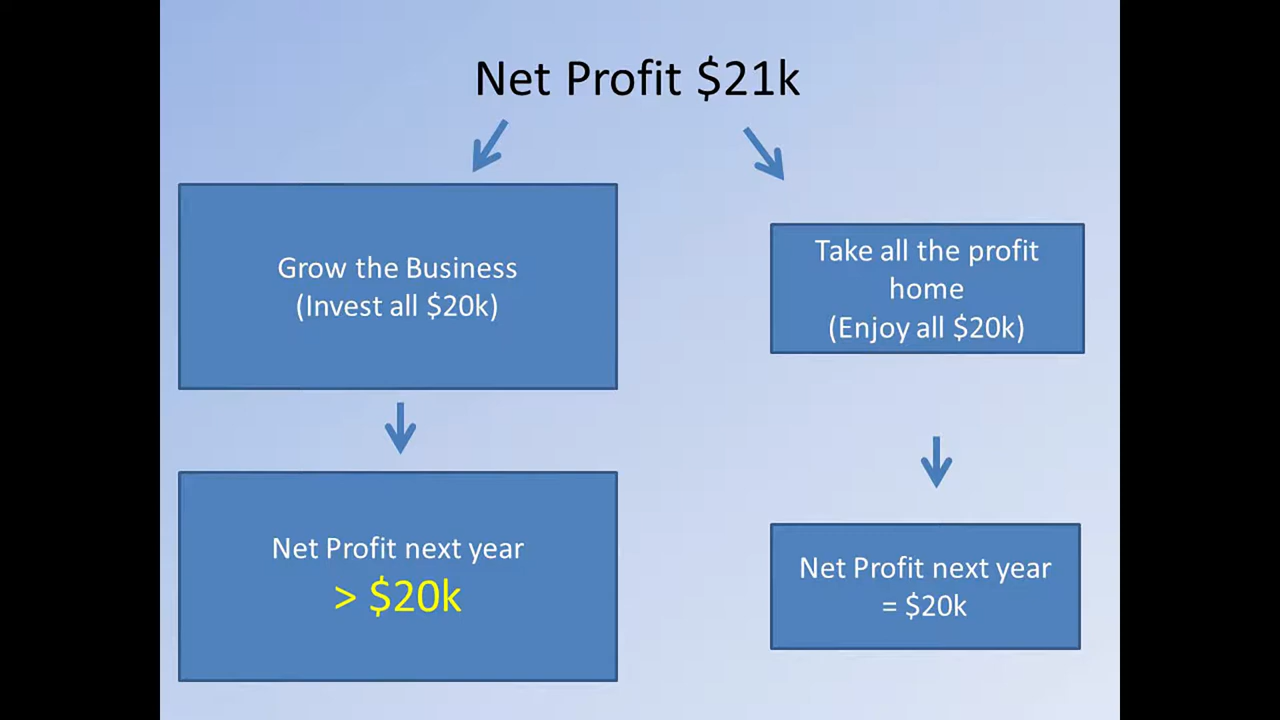 Net Profit $21k
Grow the Business
(Invest all $20k)
Take all the profit
home
(Enjoy all $20k)
Net Profit next year
> $20k
Net Profit next year
= $20k